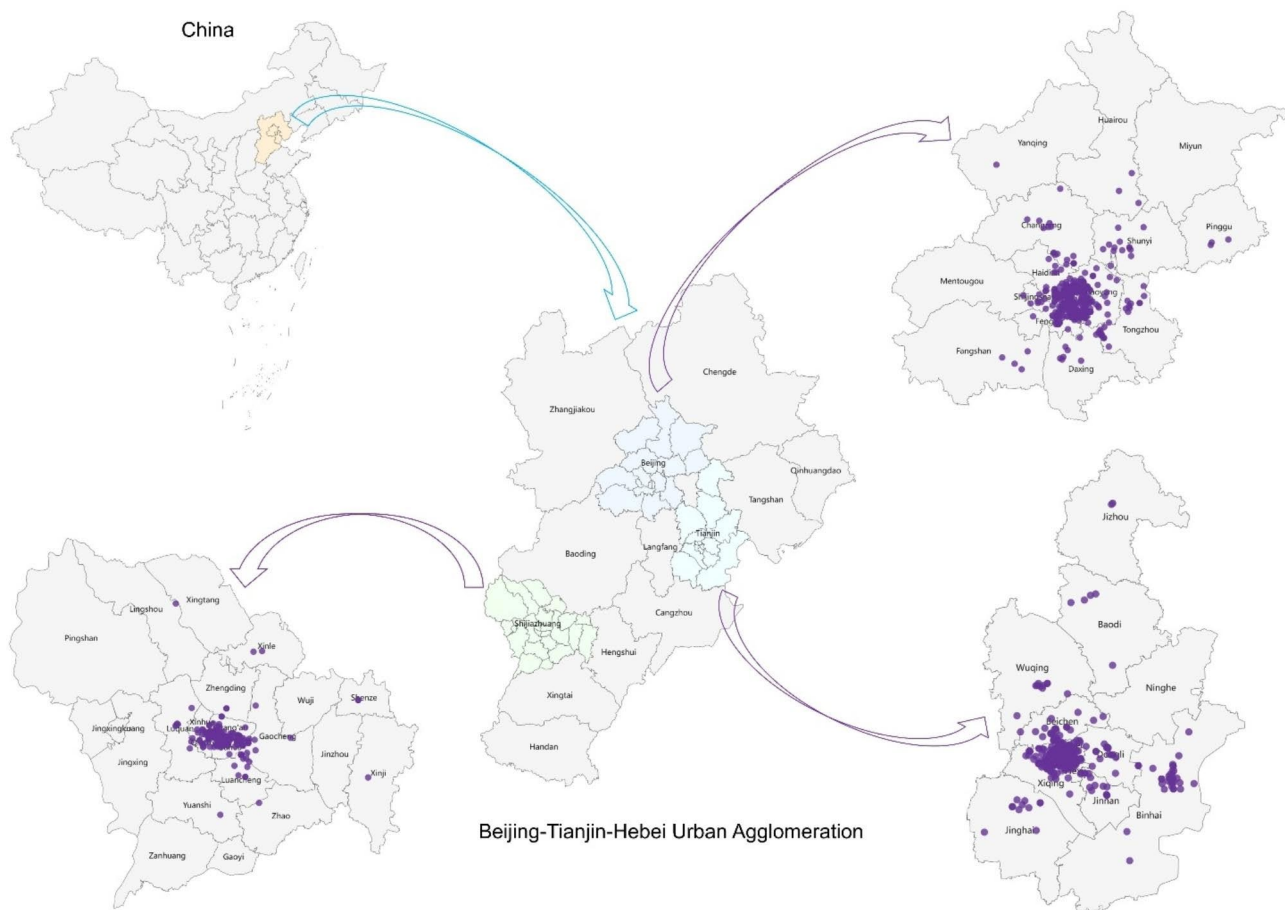 China
Huairou
Yanqing
Miyun
Pinggu
Shunyi
Mentougou
Tongzhou
Fangshan
Daxing
Chengde
Zhangjiakou
Beijing
Qinhuangdao
Tangshan
Tianjin
Langfang
Baoding
Cangzhou
Shijiazhuang
Hengshui
Xingtai
Handan
Xingtang
Lingshou
Pingshan
Xinle
Zhengding
Wuji
Shenze
Gaocheng
Jingxing
Jinzhou
Xinji
Luancheng
Yuanshi
Zhao
Zanhuang
Gaoyi
Jizhou
Baodi
Wuqing
Ninghe
Beichen
Xiqing
Jinnan
Binhai
Jinghai
Beijing-Tianjin-Hebei Urban Agglomeration